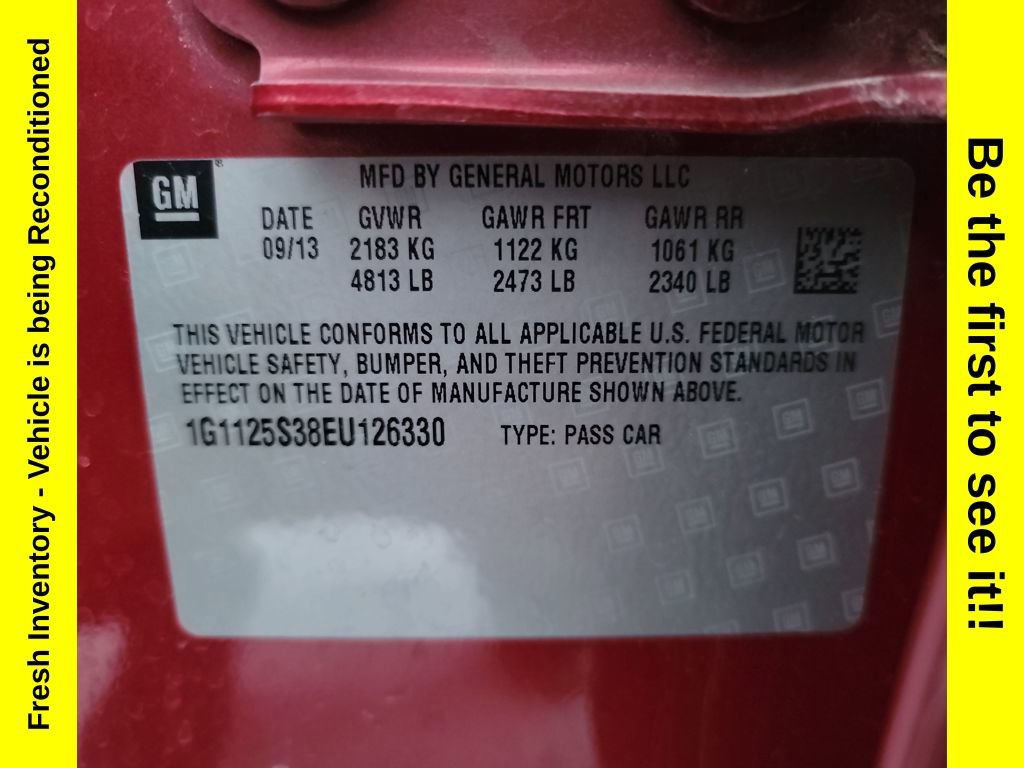 Fresh Inventory - Vehicle is being Reconditioned
GM®
MFD BY GENERAL MOTORS LLC
DATE GVWR GAWR FRT GAWR RR
09/13 2183 KG 1122 KG 1061 KG
4813 LB 2473 LB 2340 LB
THIS VEHICLE CONFORMS TO ALL APPLICABLE U.S. FEDERAL MOTOR
VEHICLE SAFETY, BUMPER, AND THEFT PREVENTION STANDARDS IN
EFFECT ON THE DATE OF MANUFACTURE SHOWN ABOVE.
1G1125S38EU126330 TYPE: PASS CAR
Be the first to see it!!